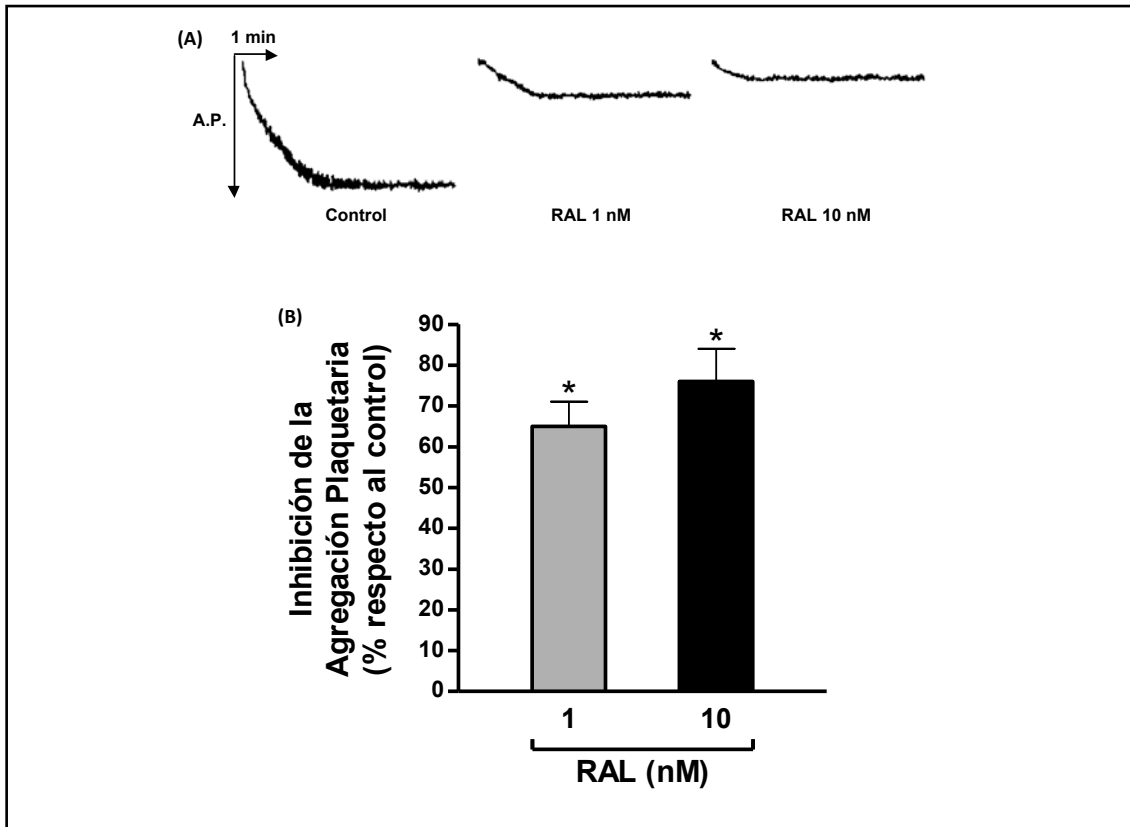 (A)
1 min
A.P.
Control
RAL 1 nM
RAL 10 nM
(B)
Inhibición de la
Agregación Plaquetaria
(% respecto al control)
90
80
70
60
50
40
30
20
10
0
*
*
1
10
RAL (nM)